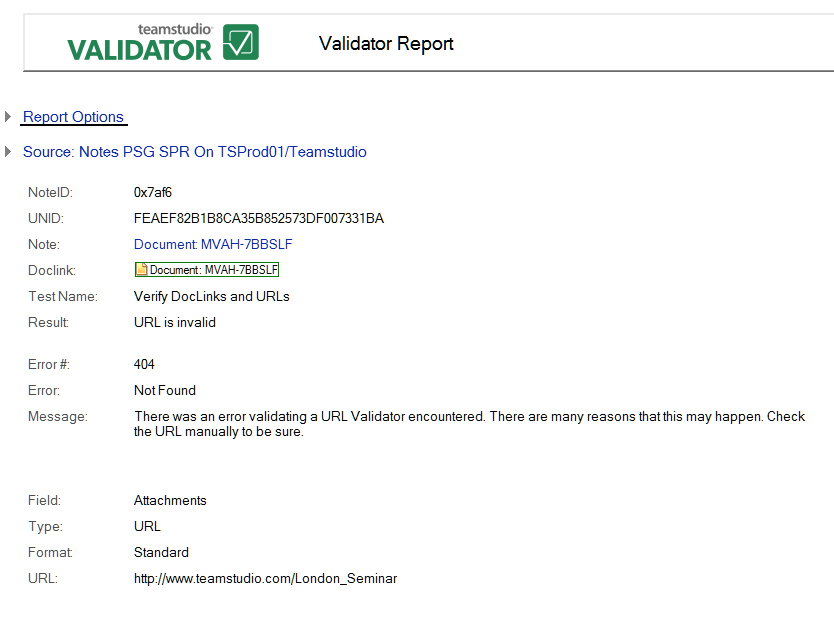 teamstudio
VALIDATOR
Validator Report
Report Options
Source: Notes PSG SPR On TSProd01/Teamstudio
NoteID: 0x7af6
UNID: FEAEF82B1B8CA35B852573DF007331BA
Note: Document: MVAH-7BBSLF
Doclink: Document: MVAH-7BBSLF
Test Name: Verify DocLinks and URLs
Result: URL is invalid
Error #: 404
Error: Not Found
Message: There was an error validating a URL Validator encountered. There are many reasons that this may happen. Check
the URL manually to be sure.
Field: Attachments
Type: URL
Format: Standard
URL: http://www.teamstudio.com/London_Seminar